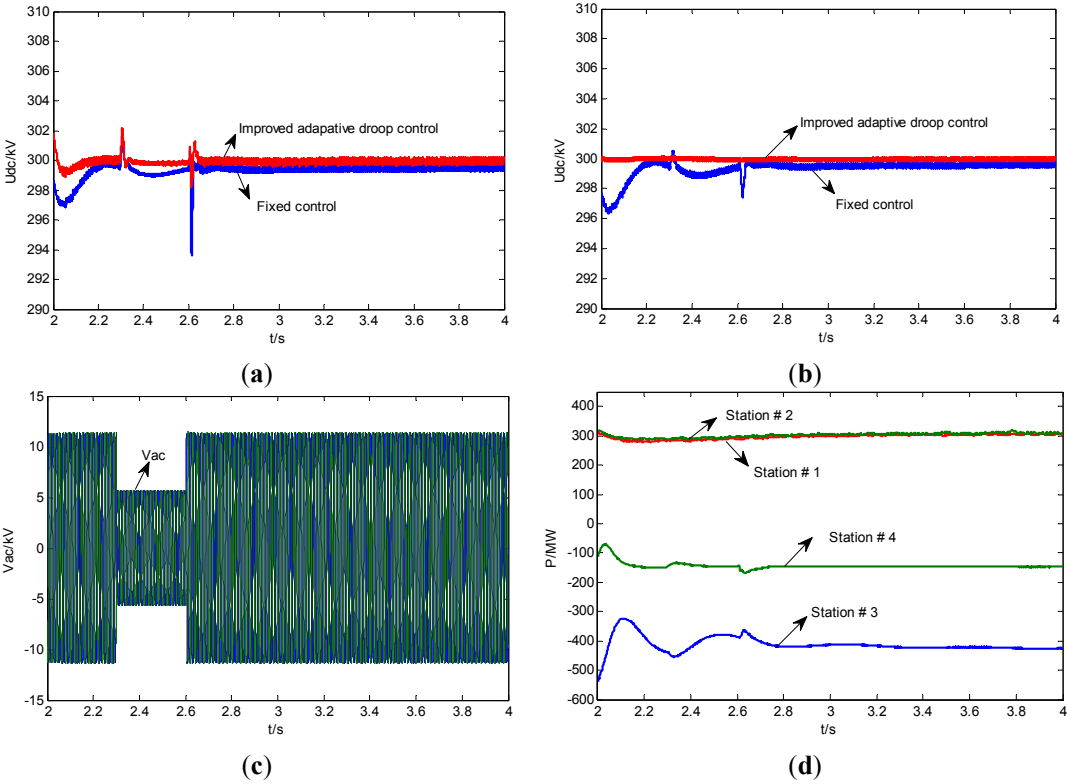 310
308
306
304
302
300
298
296
294
292
290
Udc/kV
Improved adapative droop control
Fixed control
2 2.2 2.4 2.6 2.8 3 3.2 3.4 3.6 3.8 4
t/s
(a)
310
308
306
304
302
300
298
296
294
292
290
Udc/kV
Improved adaptive droop control
Fixed control
2 2.2 2.4 2.6 2.8 3 3.2 3.4 3.6 3.8 4
t/s
(b)
15
10
5
0
-5
-10
-15
Vac/kV
Vac
2 2.2 2.4 2.6 2.8 3 3.2 3.4 3.6 3.8 4
t/s
(c)
400
300
200
100
0
-100
-200
-300
-400
-500
-600
P/MW
Station # 2
Station # 1
Station # 4
Station # 3
2 2.2 2.4 2.6 2.8 3 3.2 3.4 3.6 3.8 4
t/s
(d)